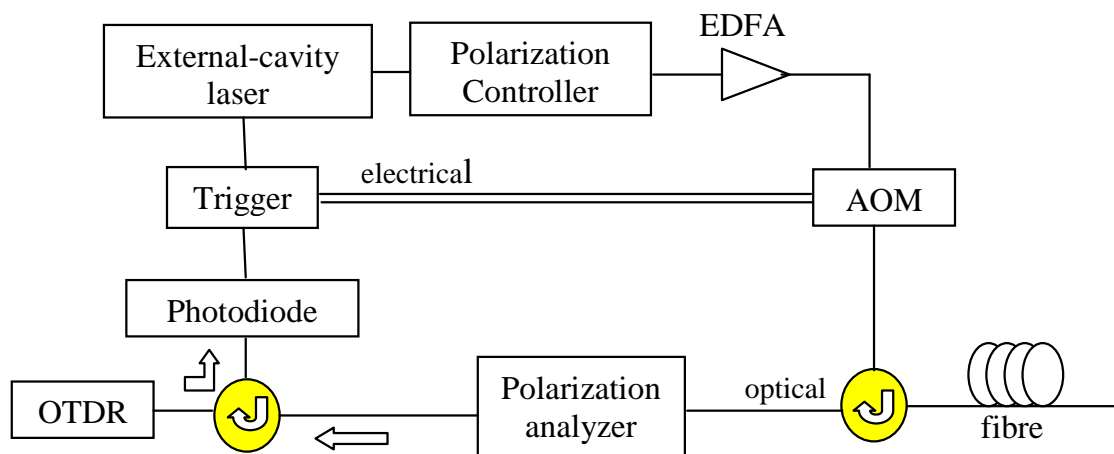 EDFA
External-cavity
laser
Polarization
Controller
electrical
Trigger
AOM
Photodiode
OTDR
Polarization
analyzer
optical
fibre